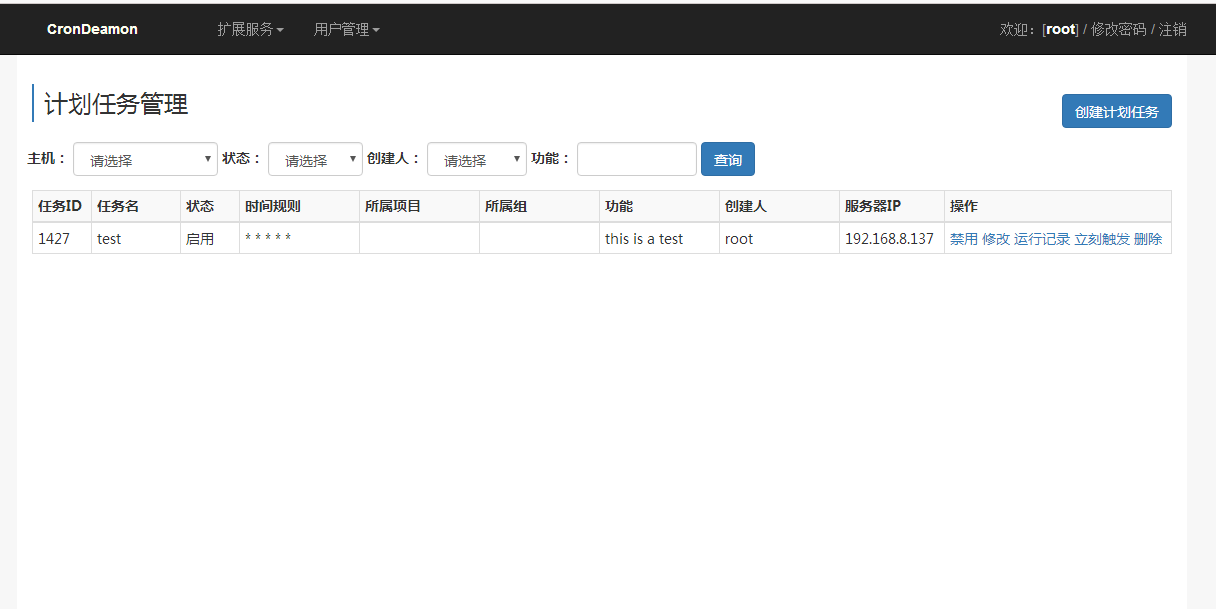 CronDeamon 扩展服务 用户管理 欢迎：[root] / 修改密码 / 注销
计划任务管理
创建计划任务
主机： 请选择 状态： 请选择 创建人： 请选择 功能： 查询
任务ID 任务名 状态 时间规则 所属项目 所属组 功能 创建人 服务器IP 操作
1427 test 启用 * * * * * this is a test root 192.168.8.137 禁用 修改 运行记录 立刻触发 删除